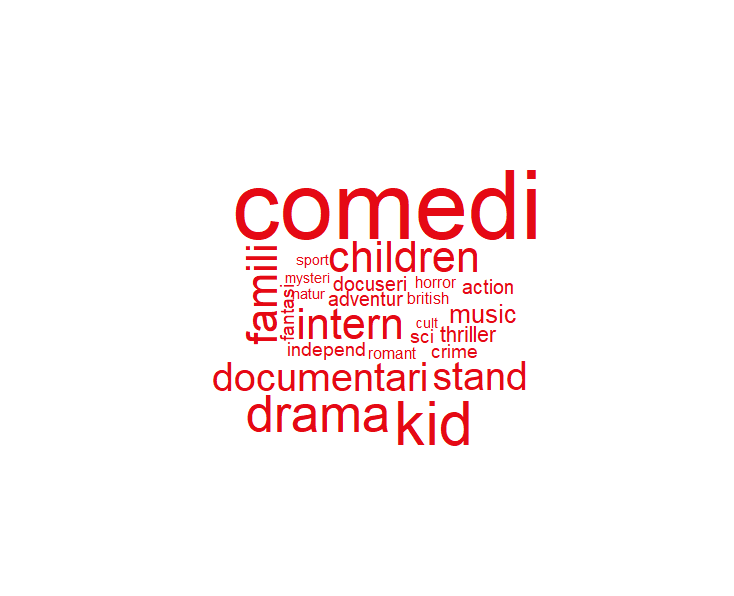 comedi
famili
sport
children
mysteri
docuseri
horror
action
natur
fantasi
adventur
british
intern
cult
music
sci
thriller
independ
romant
crime
documentari
stand
drama
kid